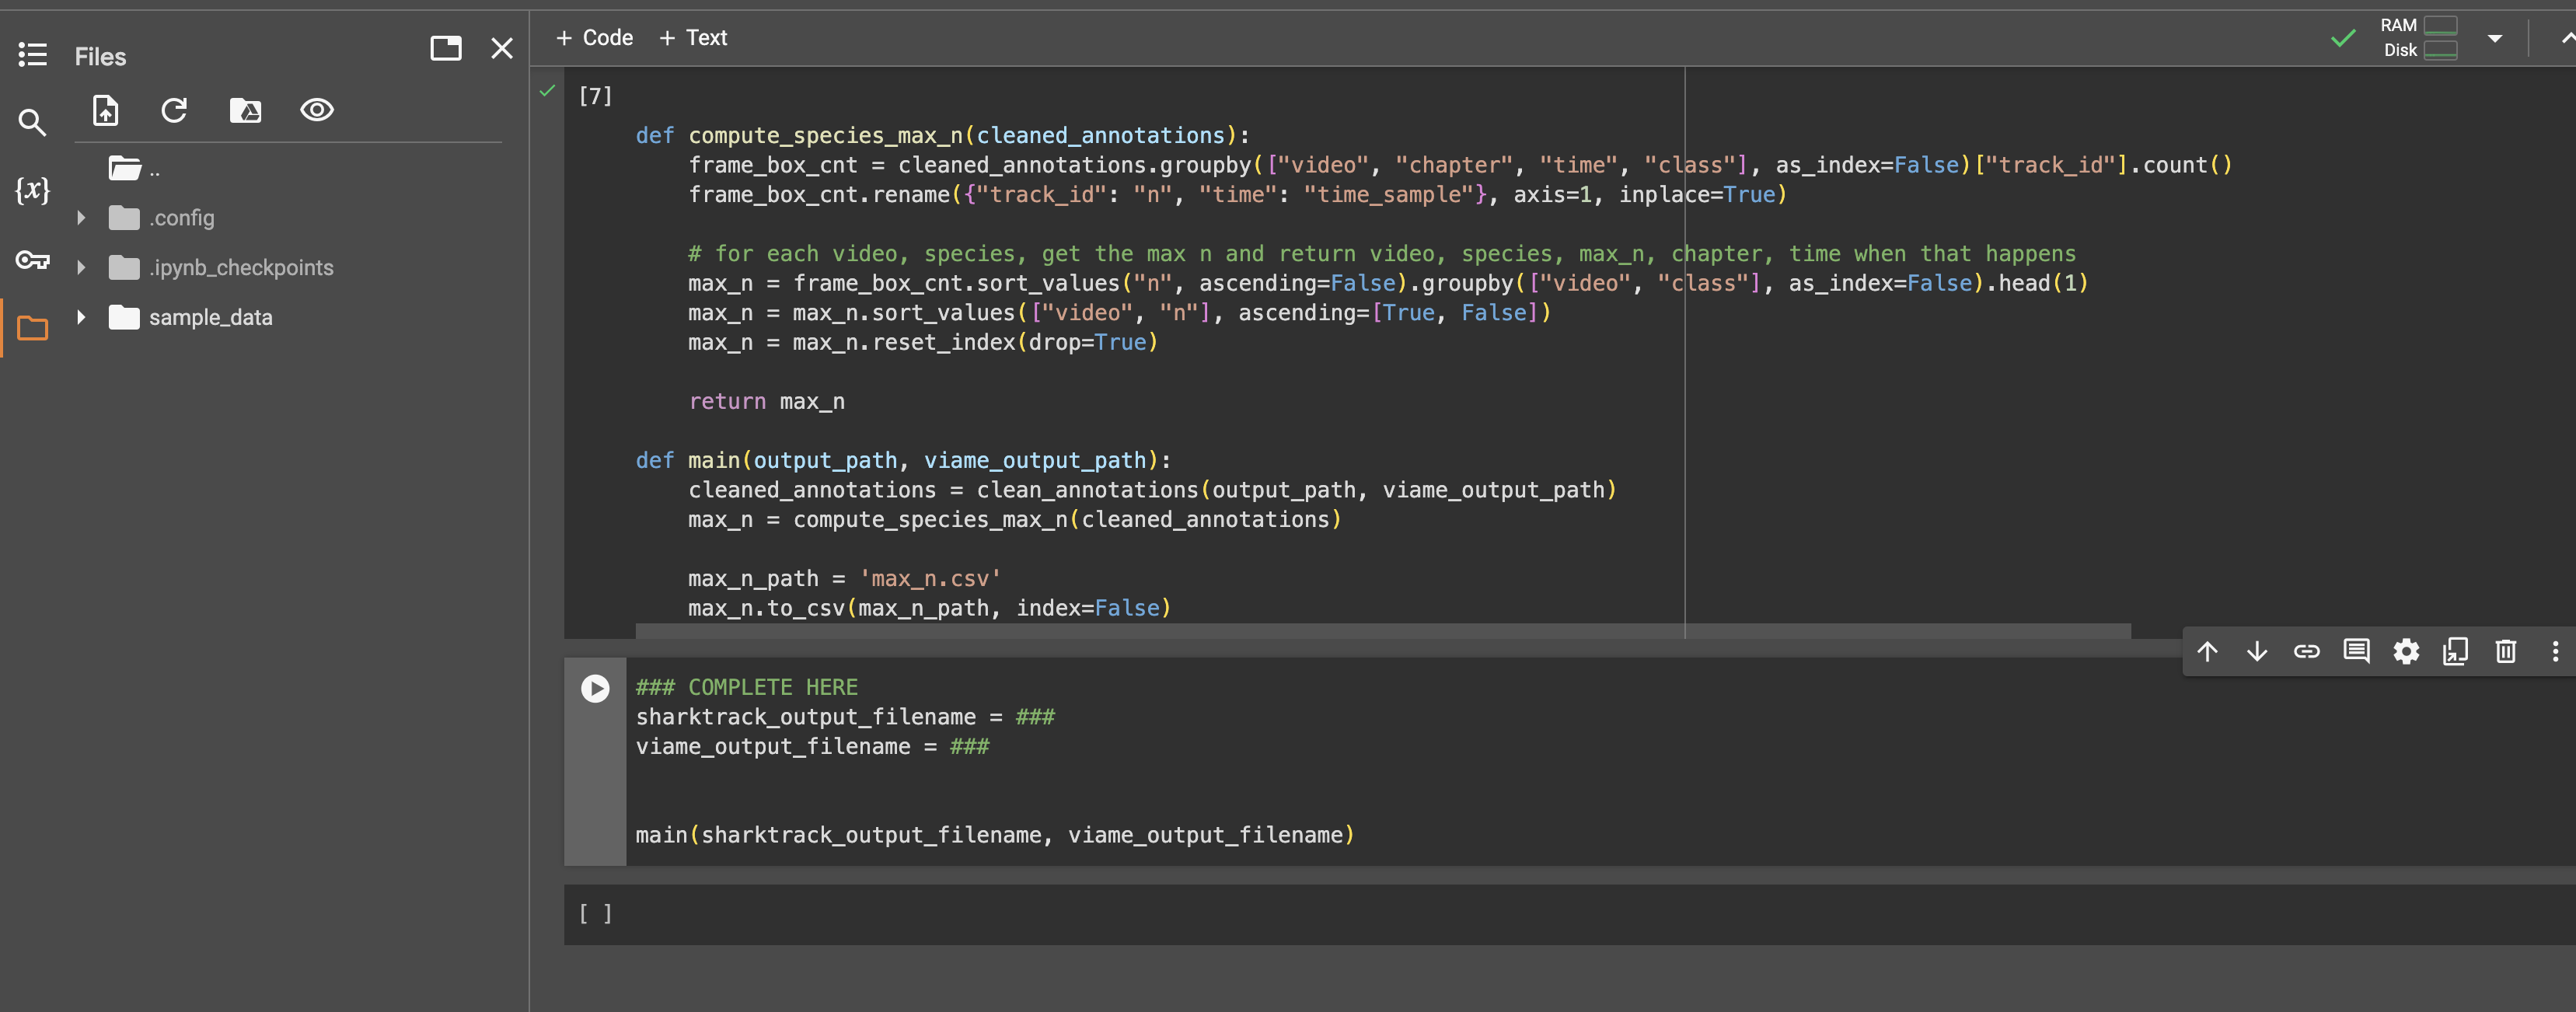 Files
..
.config
.ipynb_checkpoints
sample_data
{x}
+ Code + Text
RAM
Disk
[7]
def compute_species_max_n(cleaned_annotations):
    frame_box_cnt = cleaned_annotations.groupby(["video", "chapter", "time", "class"], as_index=False)["track_id"].count()
    frame_box_cnt.rename({"track_id": "n", "time": "time_sample"}, axis=1, inplace=True)
    # for each video, species, get the max n and return video, species, max_n, chapter, time when that happens
    max_n = frame_box_cnt.sort_values("n", ascending=False).groupby(["video", "class"], as_index=False).head(1)
    max_n = max_n.sort_values(["video", "n"], ascending=[True, False])
    max_n = max_n.reset_index(drop=True)
    return max_n
def main(output_path, viame_output_path):
    cleaned_annotations = clean_annotations(output_path, viame_output_path)
    max_n = compute_species_max_n(cleaned_annotations)
    max_n_path = 'max_n.csv'
    max_n.to_csv(max_n_path, index=False)
### COMPLETE HERE
sharktrack_output_filename = ###
viame_output_filename = ###
main(sharktrack_output_filename, viame_output_filename)
[ ]